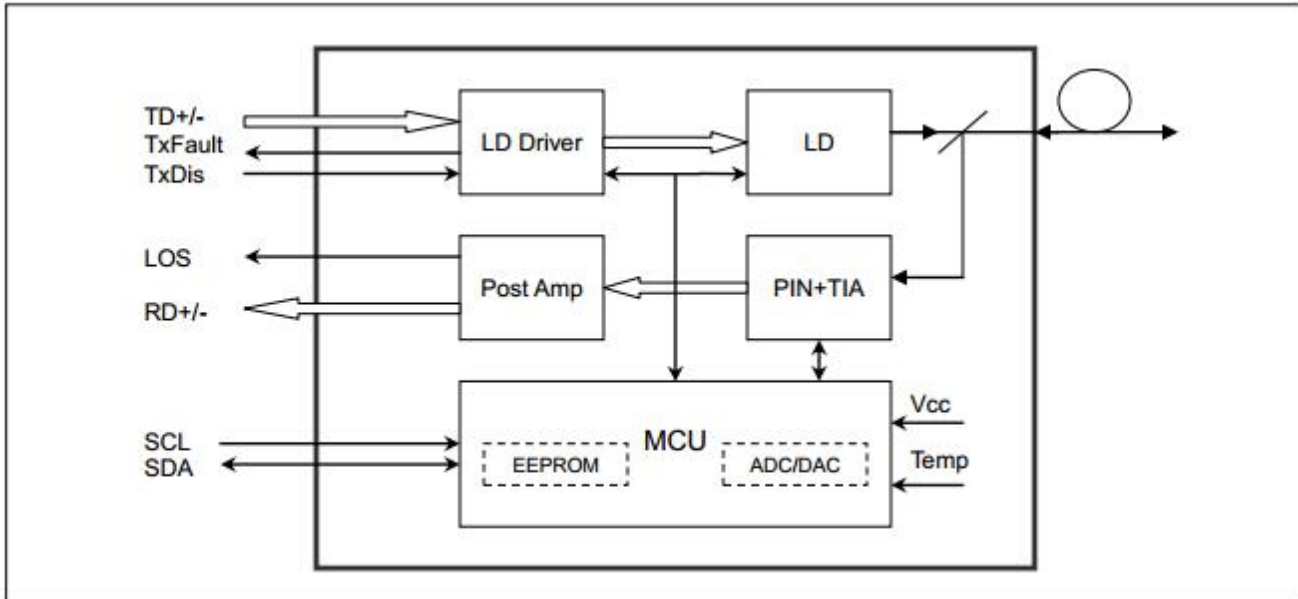 TD+/-
TxFault
TxDis
LD Driver
LD
LOS
RD+/-
Post Amp
PIN+TIA
SCL
SDA
MCU
EEPROM
ADC/DAC
Vcc
Temp